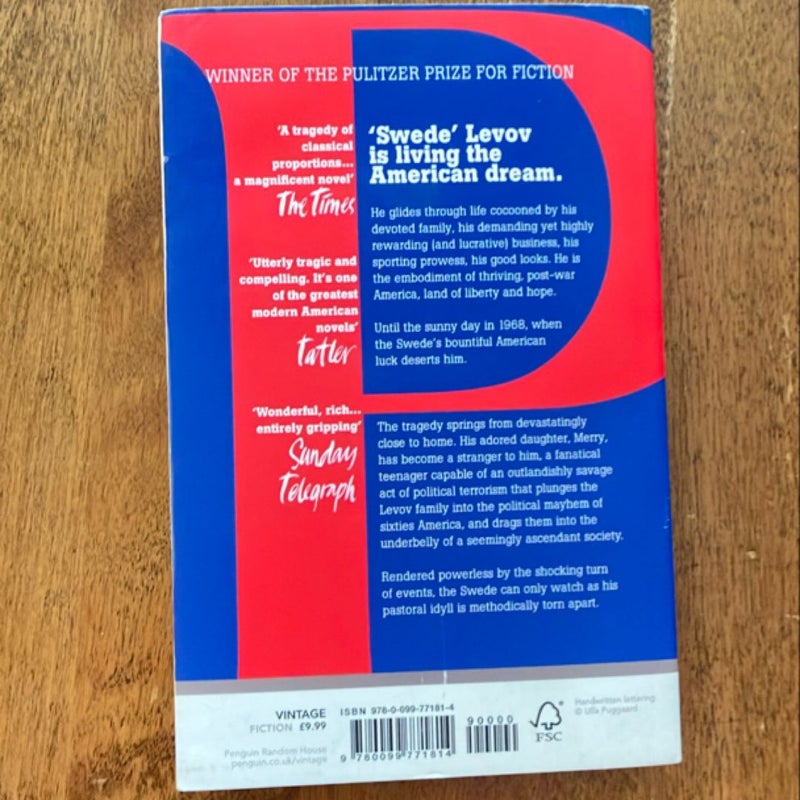 WINNER OF THE PULITZER PRIZE FOR FICTION
‘A tragedy of
classical
proportions...
a magnificent novel’
The Times
‘Utterly tragic and
compelling. It’s one
of the greatest
modern American
novels’
Tatler
‘Wonderful, rich...
entirely gripping’
Sunday
Telegraph
‘Swede’ Levov
is living the
American dream.
He glides through life cocooned by his
devoted family, his demanding yet highly
rewarding (and lucrative) business, his
sporting prowess, his good looks. He is
the embodiment of thriving, post-war
America, land of liberty and hope.
Until the sunny day in 1968, when
the Swede’s bountiful American
luck deserts him.
The tragedy springs from devastatingly
close to home. His adored daughter, Merry,
has become a stranger to him, a fanatical
teenager capable of an outlandishly savage
act of political terrorism that plunges the
Levov family into the political mayhem of
sixties America, and drags them into the
underbelly of a seemingly ascendant society.
Rendered powerless by the shocking turn
of events, the Swede can only watch as his
pastoral idyll is methodically torn apart.
VINTAGE
FICTION £9.99
Penguin Random House
penguin.co.uk/vintage
ISBN 978-0-099-77181-4
90000
9 780099 771814
FSC
Handwritten lettering
© Ulla Puggaard